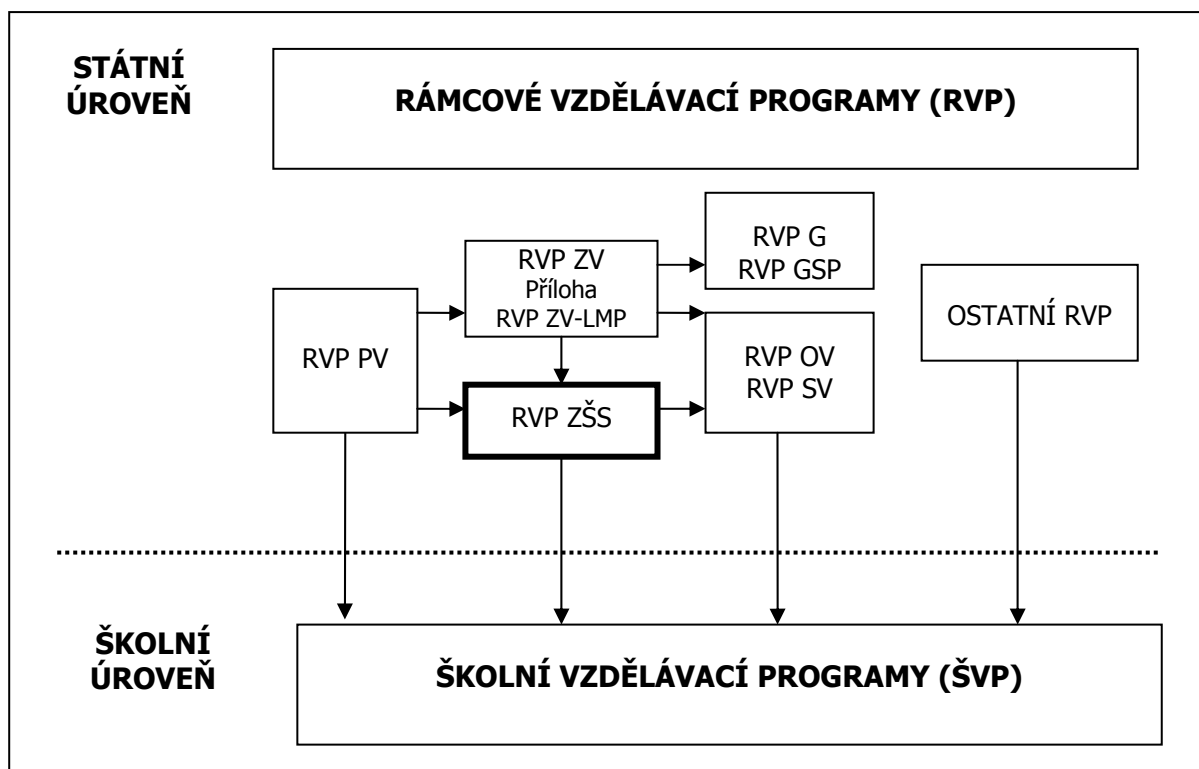 STÁTNÍ
ÚROVEŇ
RÁMCOVÉ VZDĚLÁVACÍ PROGRAMY (RVP)
RVP PV
RVP ZV
Příloha
RVP ZV-LMP
RVP ZŠS
RVP G
RVP GSP
RVP OV
RVP SV
OSTATNÍ RVP
ŠKOLNÍ
ÚROVEŇ
ŠKOLNÍ VZDĚLÁVACÍ PROGRAMY (ŠVP)